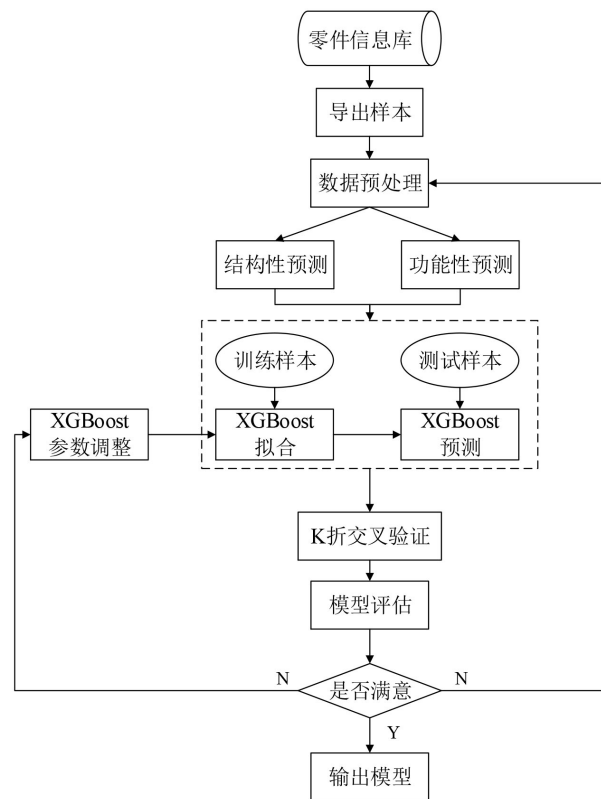 零件信息库
导出样本
数据预处理
结构性预测
功能性预测
训练样本
测试样本
XGBoost
参数调整
XGBoost
拟合
XGBoost
预测
K折交叉验证
模型评估
N
是否满意
N
Y
输出模型